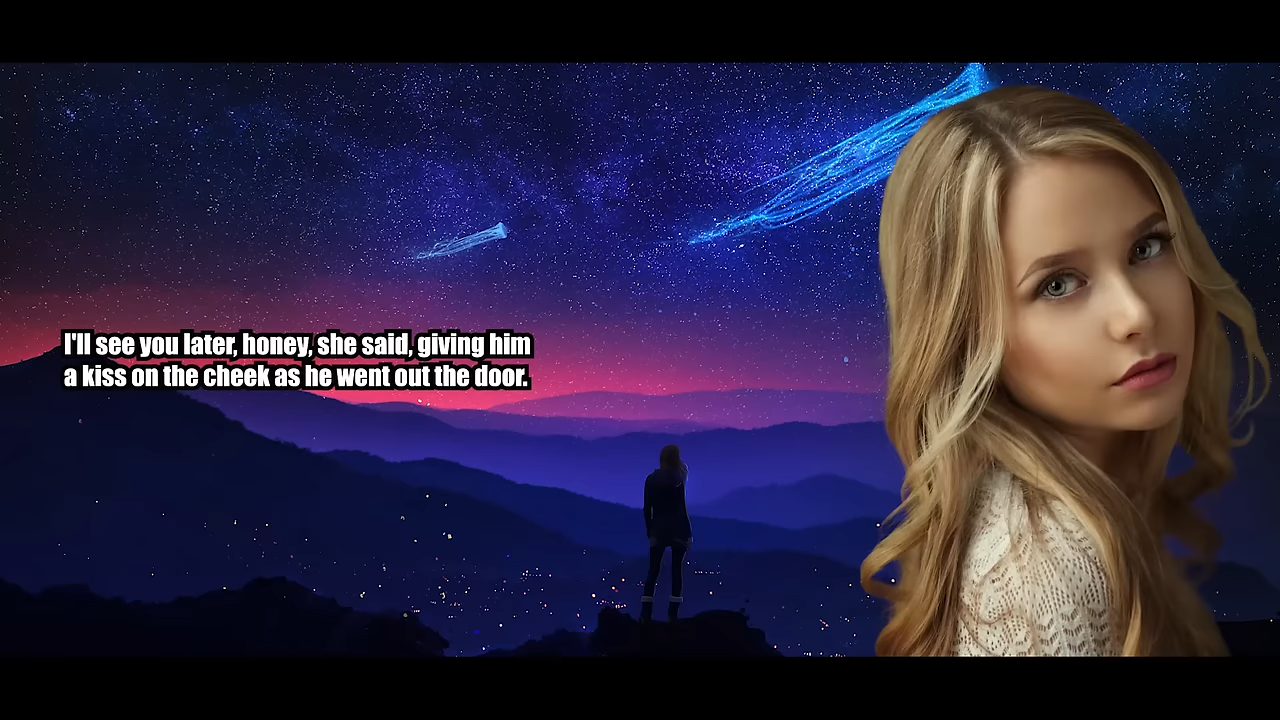 I'll see you later, honey, she said, giving him
a kiss on the cheek as he went out the door.